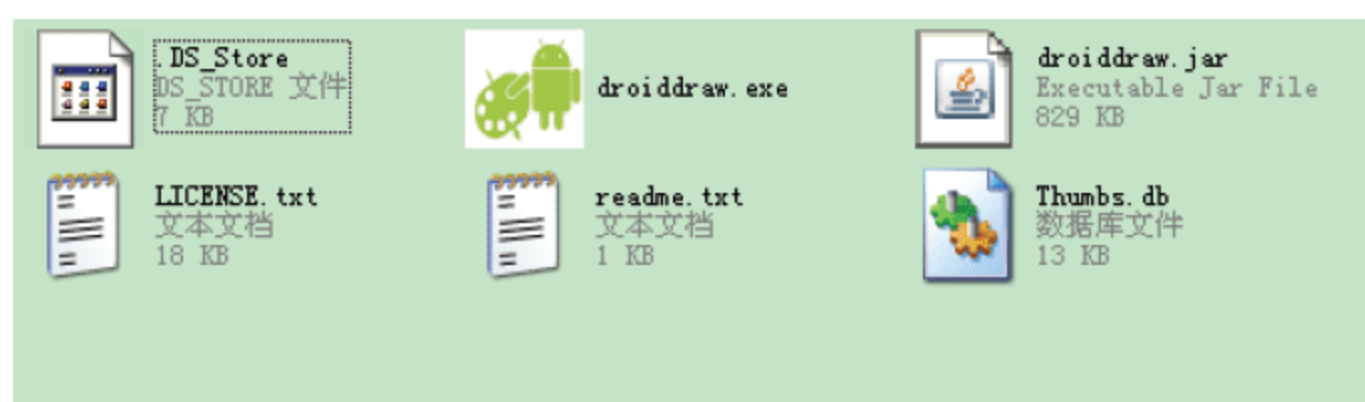 .DS_Store
DS_STORE 文件
7 KB
droiddraw.exe
droiddraw.jar
Executable Jar File
829 KB
LICENSE.txt
文本文档
18 KB
readme.txt
文本文档
1 KB
Thumbs.db
数据库文件
13 KB